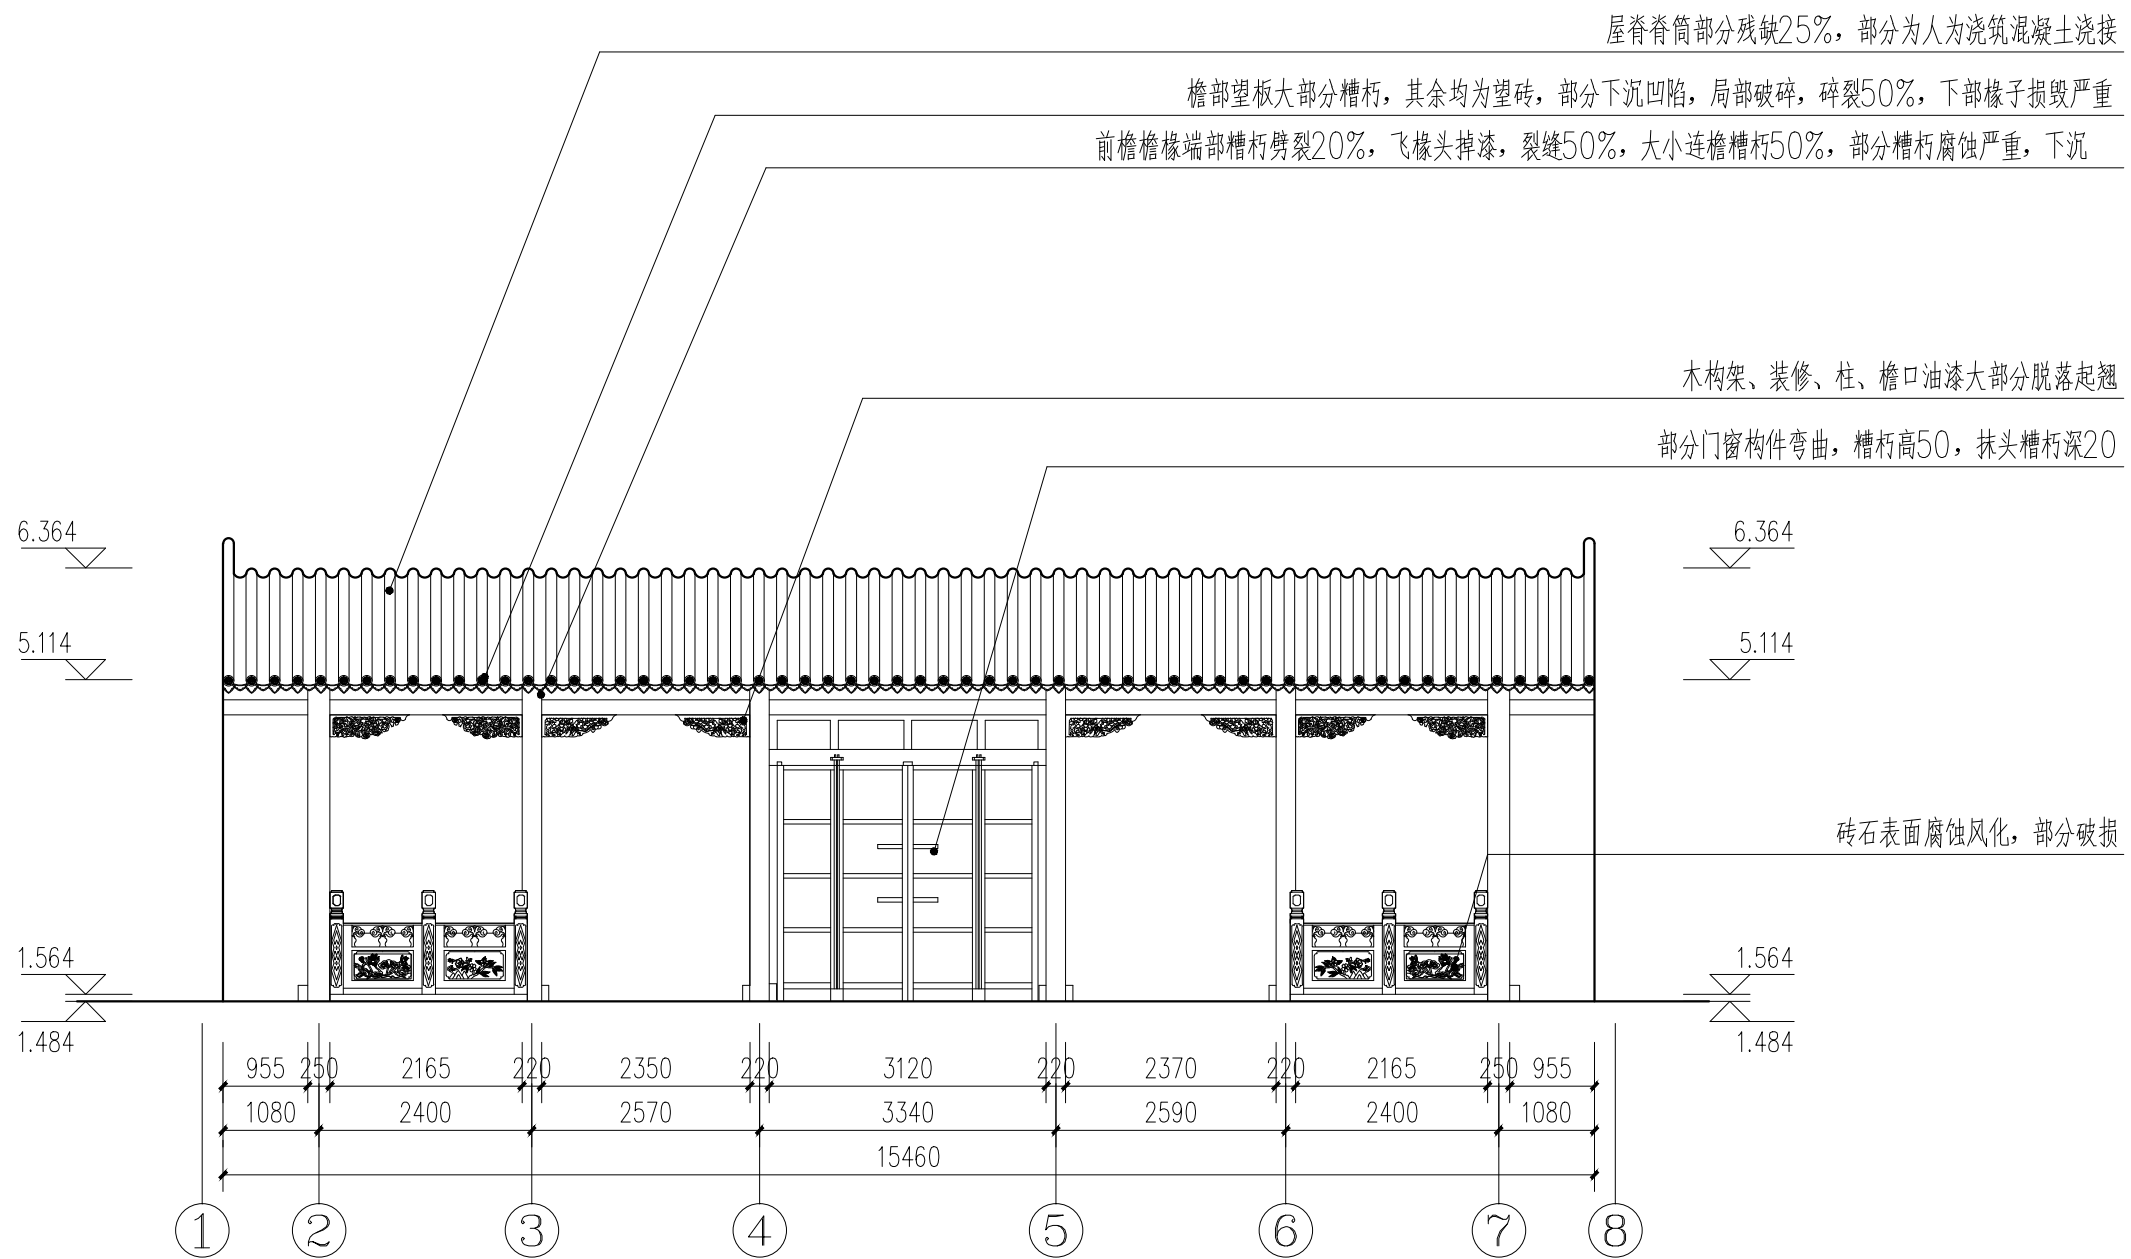 屋脊脊筒部分残缺25%，部分为人为浇筑混凝土浇接
檐部望板大部分糟朽，其余均为望砖，部分下沉凹陷，局部破碎，碎裂50%，下部椽子损毁严重
前檐檐椽端部糟朽劈裂20%，飞椽头掉漆，裂缝50%，大小连檐糟朽50%，部分糟朽腐蚀严重，下沉
木构架、装修、柱、檐口油漆大部分脱落起翘
部分门窗构件弯曲，糟朽高50，抹头糟朽深20
6.364 6.364
5.114 5.114
砖石表面腐蚀风化，部分破损
1.564 1.564
1.484 1.484
955 250 2165 220 2350 220 3120 220 2370 220 2165 250 955
1080 2400 2570 3340 2590 2400 1080
15460
1 2 3 4 5 6 7 8